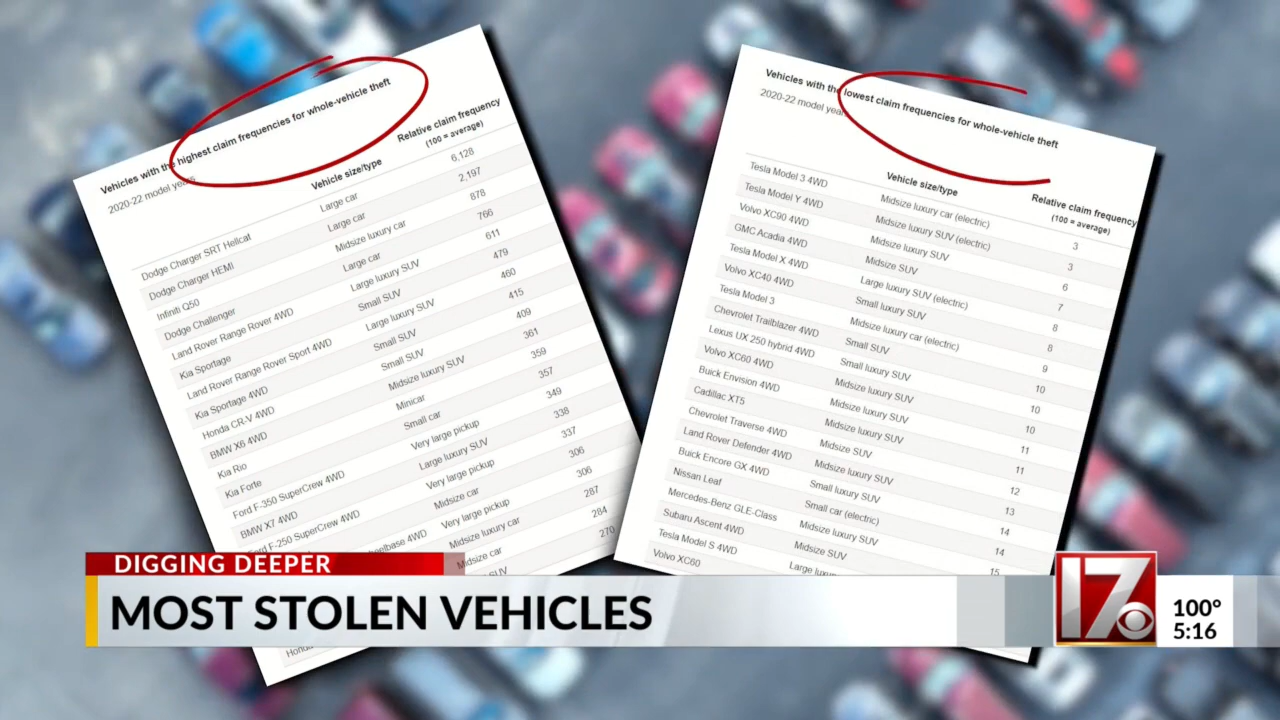 Vehicles with the highest claim frequencies for whole-vehicle theft
2020-22 model years
Vehicle size/type Relative claim frequency
(100 = average)
Dodge Charger SRT Hellcat Large car 6,128
Dodge Charger HEMI Large car 2,197
Infiniti Q50 Midsize luxury car 878
Dodge Challenger Large car 766
Land Rover Range Rover 4WD Large luxury SUV 611
Kia Sportage Small SUV 479
Land Rover Range Rover Sport 4WD Large luxury SUV 460
Kia Sportage 4WD Small SUV 415
Honda CR-V 4WD Small SUV 409
BMW X6 4WD Midsize luxury SUV 361
Kia Rio Minicar 359
Kia Forte Small car 357
Ford F-350 SuperCrew 4WD Very large pickup 349
BMW X7 4WD Large luxury SUV 338
Ford F-250 SuperCrew 4WD Very large pickup 337
Midsize car 306
4WD Very large pickup 306
Midsize luxury car 287
Midsize car 284
SUV 270
Honda
Vehicles with the lowest claim frequencies for whole-vehicle theft
2020-22 model years
Vehicle size/type Relative claim frequency
(100 = average)
Tesla Model 3 4WD Midsize luxury car (electric) 3
Tesla Model Y 4WD Midsize luxury SUV (electric) 3
Volvo XC90 4WD Midsize luxury SUV 6
GMC Acadia 4WD Midsize SUV 7
Tesla Model X 4WD Large luxury SUV (electric) 8
Volvo XC40 4WD Small luxury SUV 8
Tesla Model 3 Midsize luxury car (electric) 9
Chevrolet Trailblazer 4WD Small SUV 10
Lexus UX 250 hybrid 4WD Small luxury SUV 10
Volvo XC60 4WD Midsize luxury SUV 10
Buick Envision 4WD Midsize luxury SUV 11
Cadillac XT5 Midsize luxury SUV 11
Chevrolet Traverse 4WD Midsize SUV 12
Land Rover Defender 4WD Midsize luxury SUV 13
Buick Encore GX 4WD Small luxury SUV 14
Nissan Leaf Small car (electric) 14
Mercedes-Benz GLE-Class Midsize luxury SUV 15
Subaru Ascent 4WD Midsize SUV
Tesla Model S 4WD Large
Volvo XC60
DIGGING DEEPER
MOST STOLEN VEHICLES
17
100°
5:16